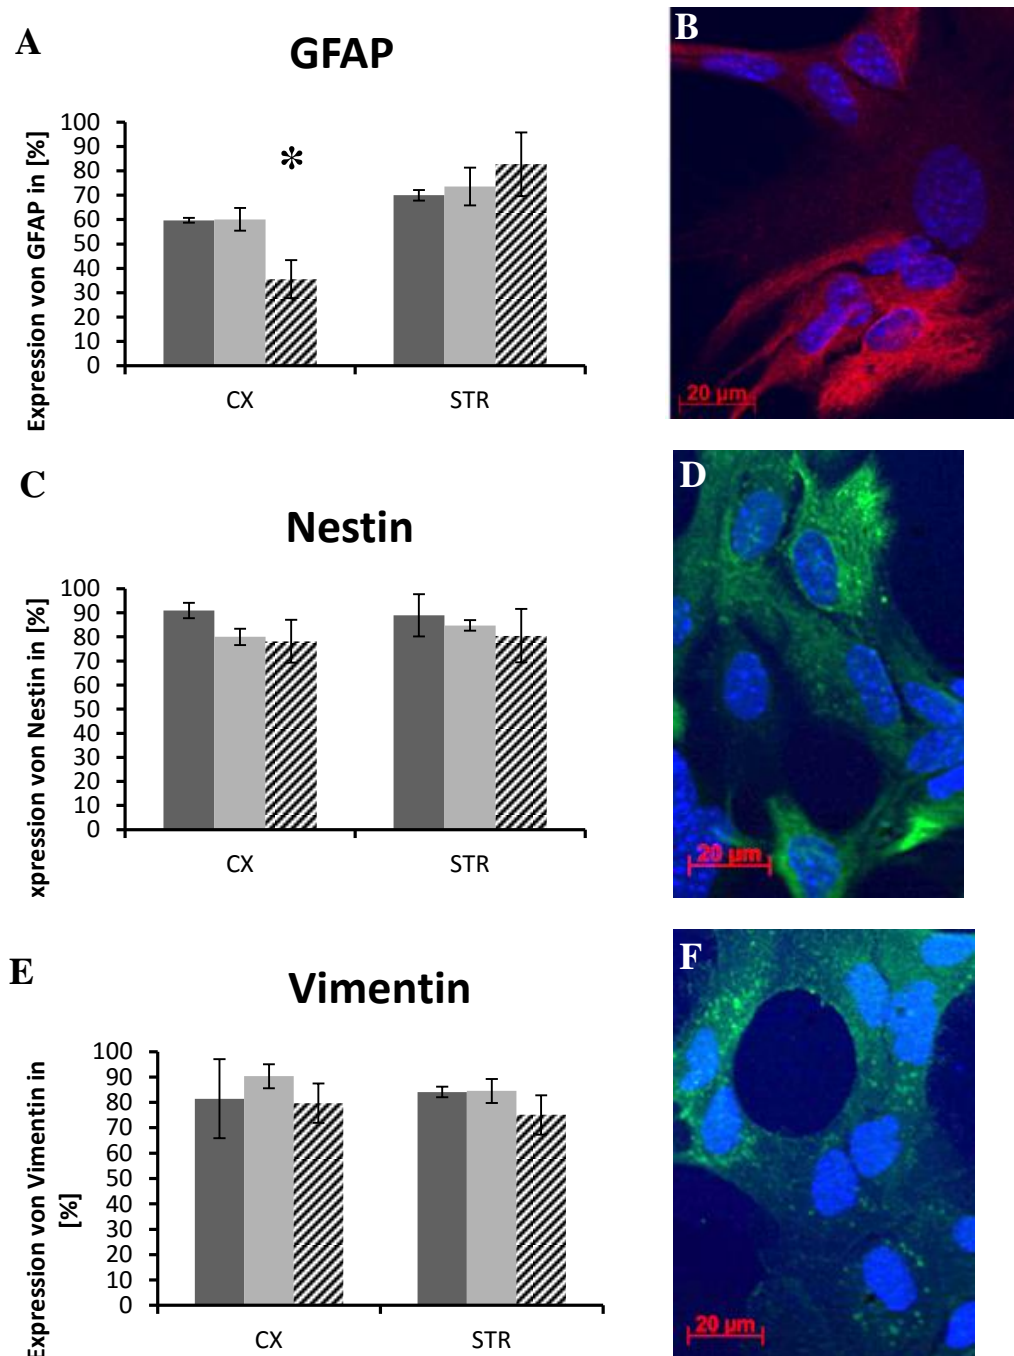 A
GFAP
B
Expression von GFAP in [%]
100
90
80
70
60
50
40
30
20
10
0
*
CX
STR
20 µm
C
Nestin
D
xpression von Nestin in [%]
100
90
80
70
60
50
40
30
20
10
0
CX
STR
20 µm
E
Vimentin
F
Expression von Vimentin in
[%]
100
90
80
70
60
50
40
30
20
10
0
CX
STR
20 µm